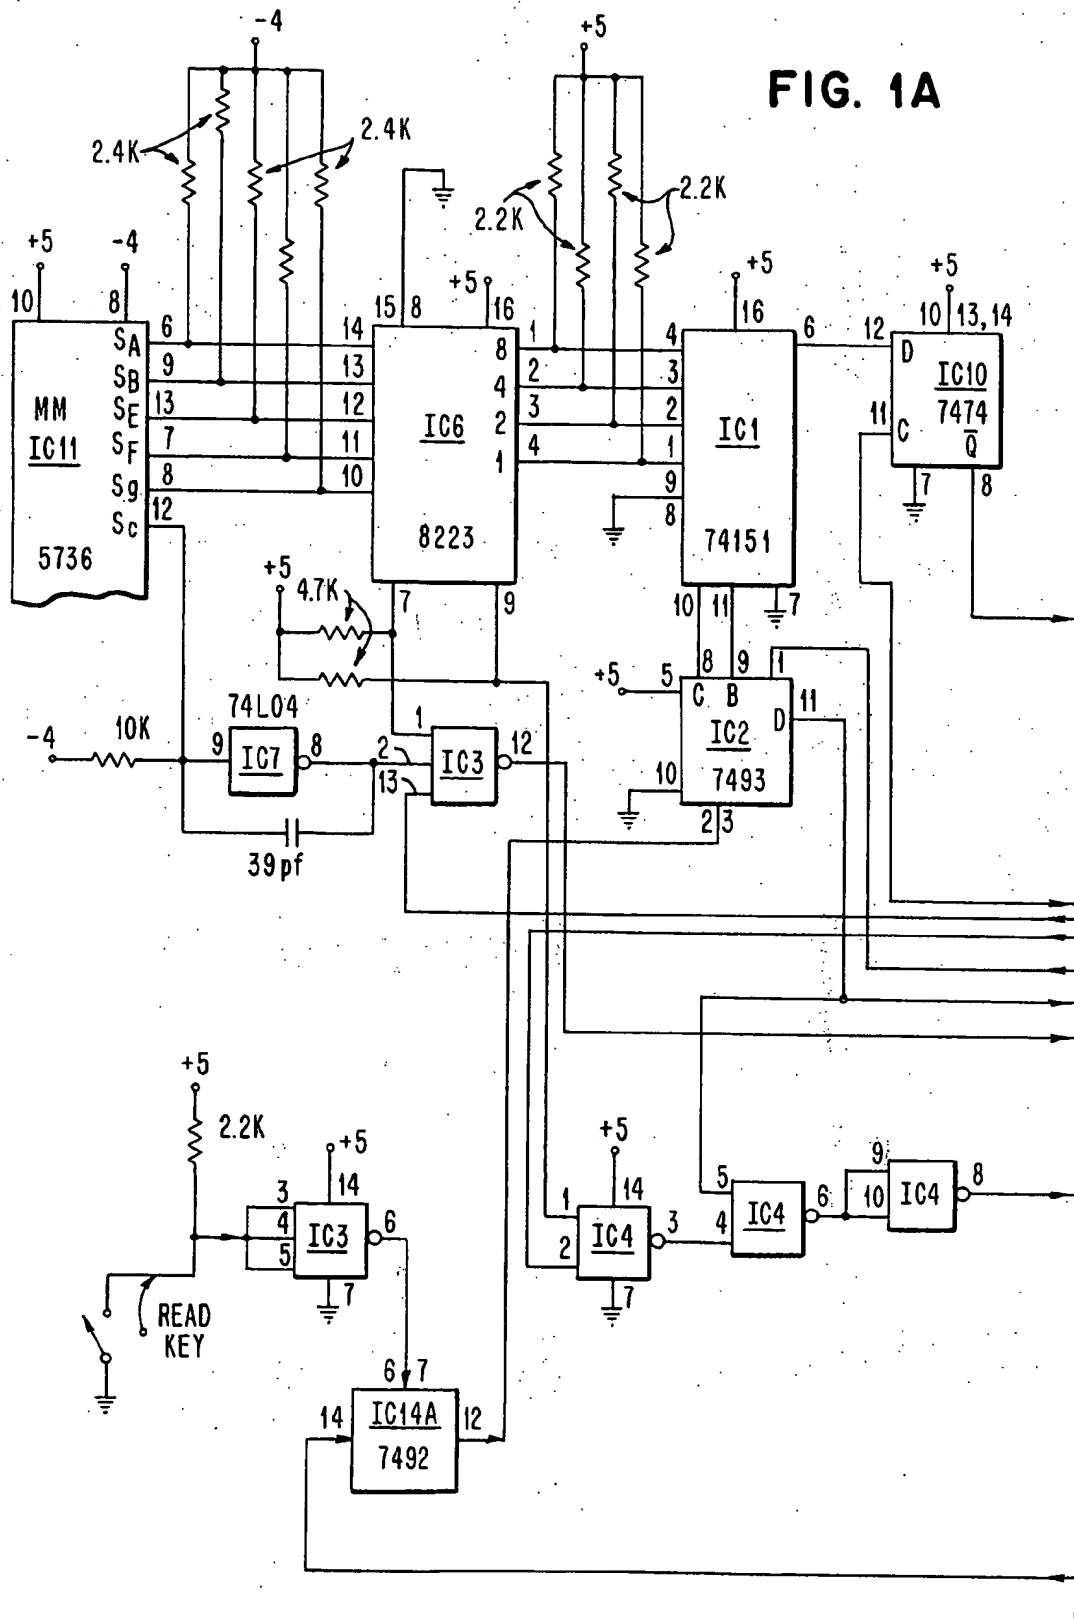 FIG. 1A
-4
2.4K
2.4K
+5
2.2K
2.2K
+5
10
-4
8
MM
IC11
5736
SA
SB
SE
SF
Sg
Sc
6
9
13
7
8
12
15
8
+5
16
14
13
12
11
10
IC6
8223
8
4
2
1
1
2
3
4
7
9
+5
16
4
3
2
1
9
8
IC1
74151
6
10
11
7
+5
10
13, 14
12
D
IC10
7474
Q̅
11
C
7
8
+5
4.7K
-4
10K
74L04
9
IC7
8
39pf
1
2
13
IC3
12
+5
5
8
9
1
C
B
D
11
IC2
7493
10
2
3
+5
2.2K
+5
14
3
4
5
IC3
6
7
READ
KEY
6
7
14
IC14A
7492
12
+5
14
1
2
IC4
3
7
5
4
IC4
6
9
10
IC4
8